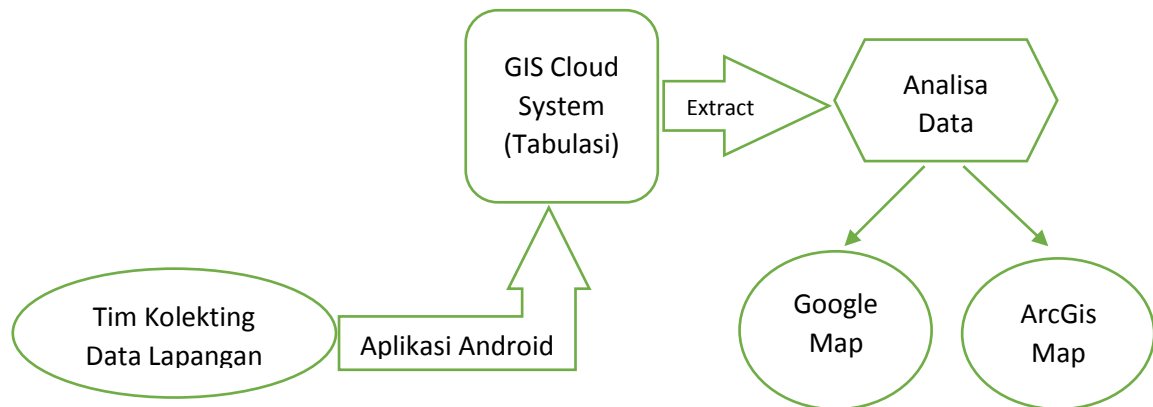 Tim Kolekting
Data Lapangan
Aplikasi Android
GIS Cloud
System
(Tabulasi)
Extract
Analisa
Data
Google
Map
ArcGis
Map